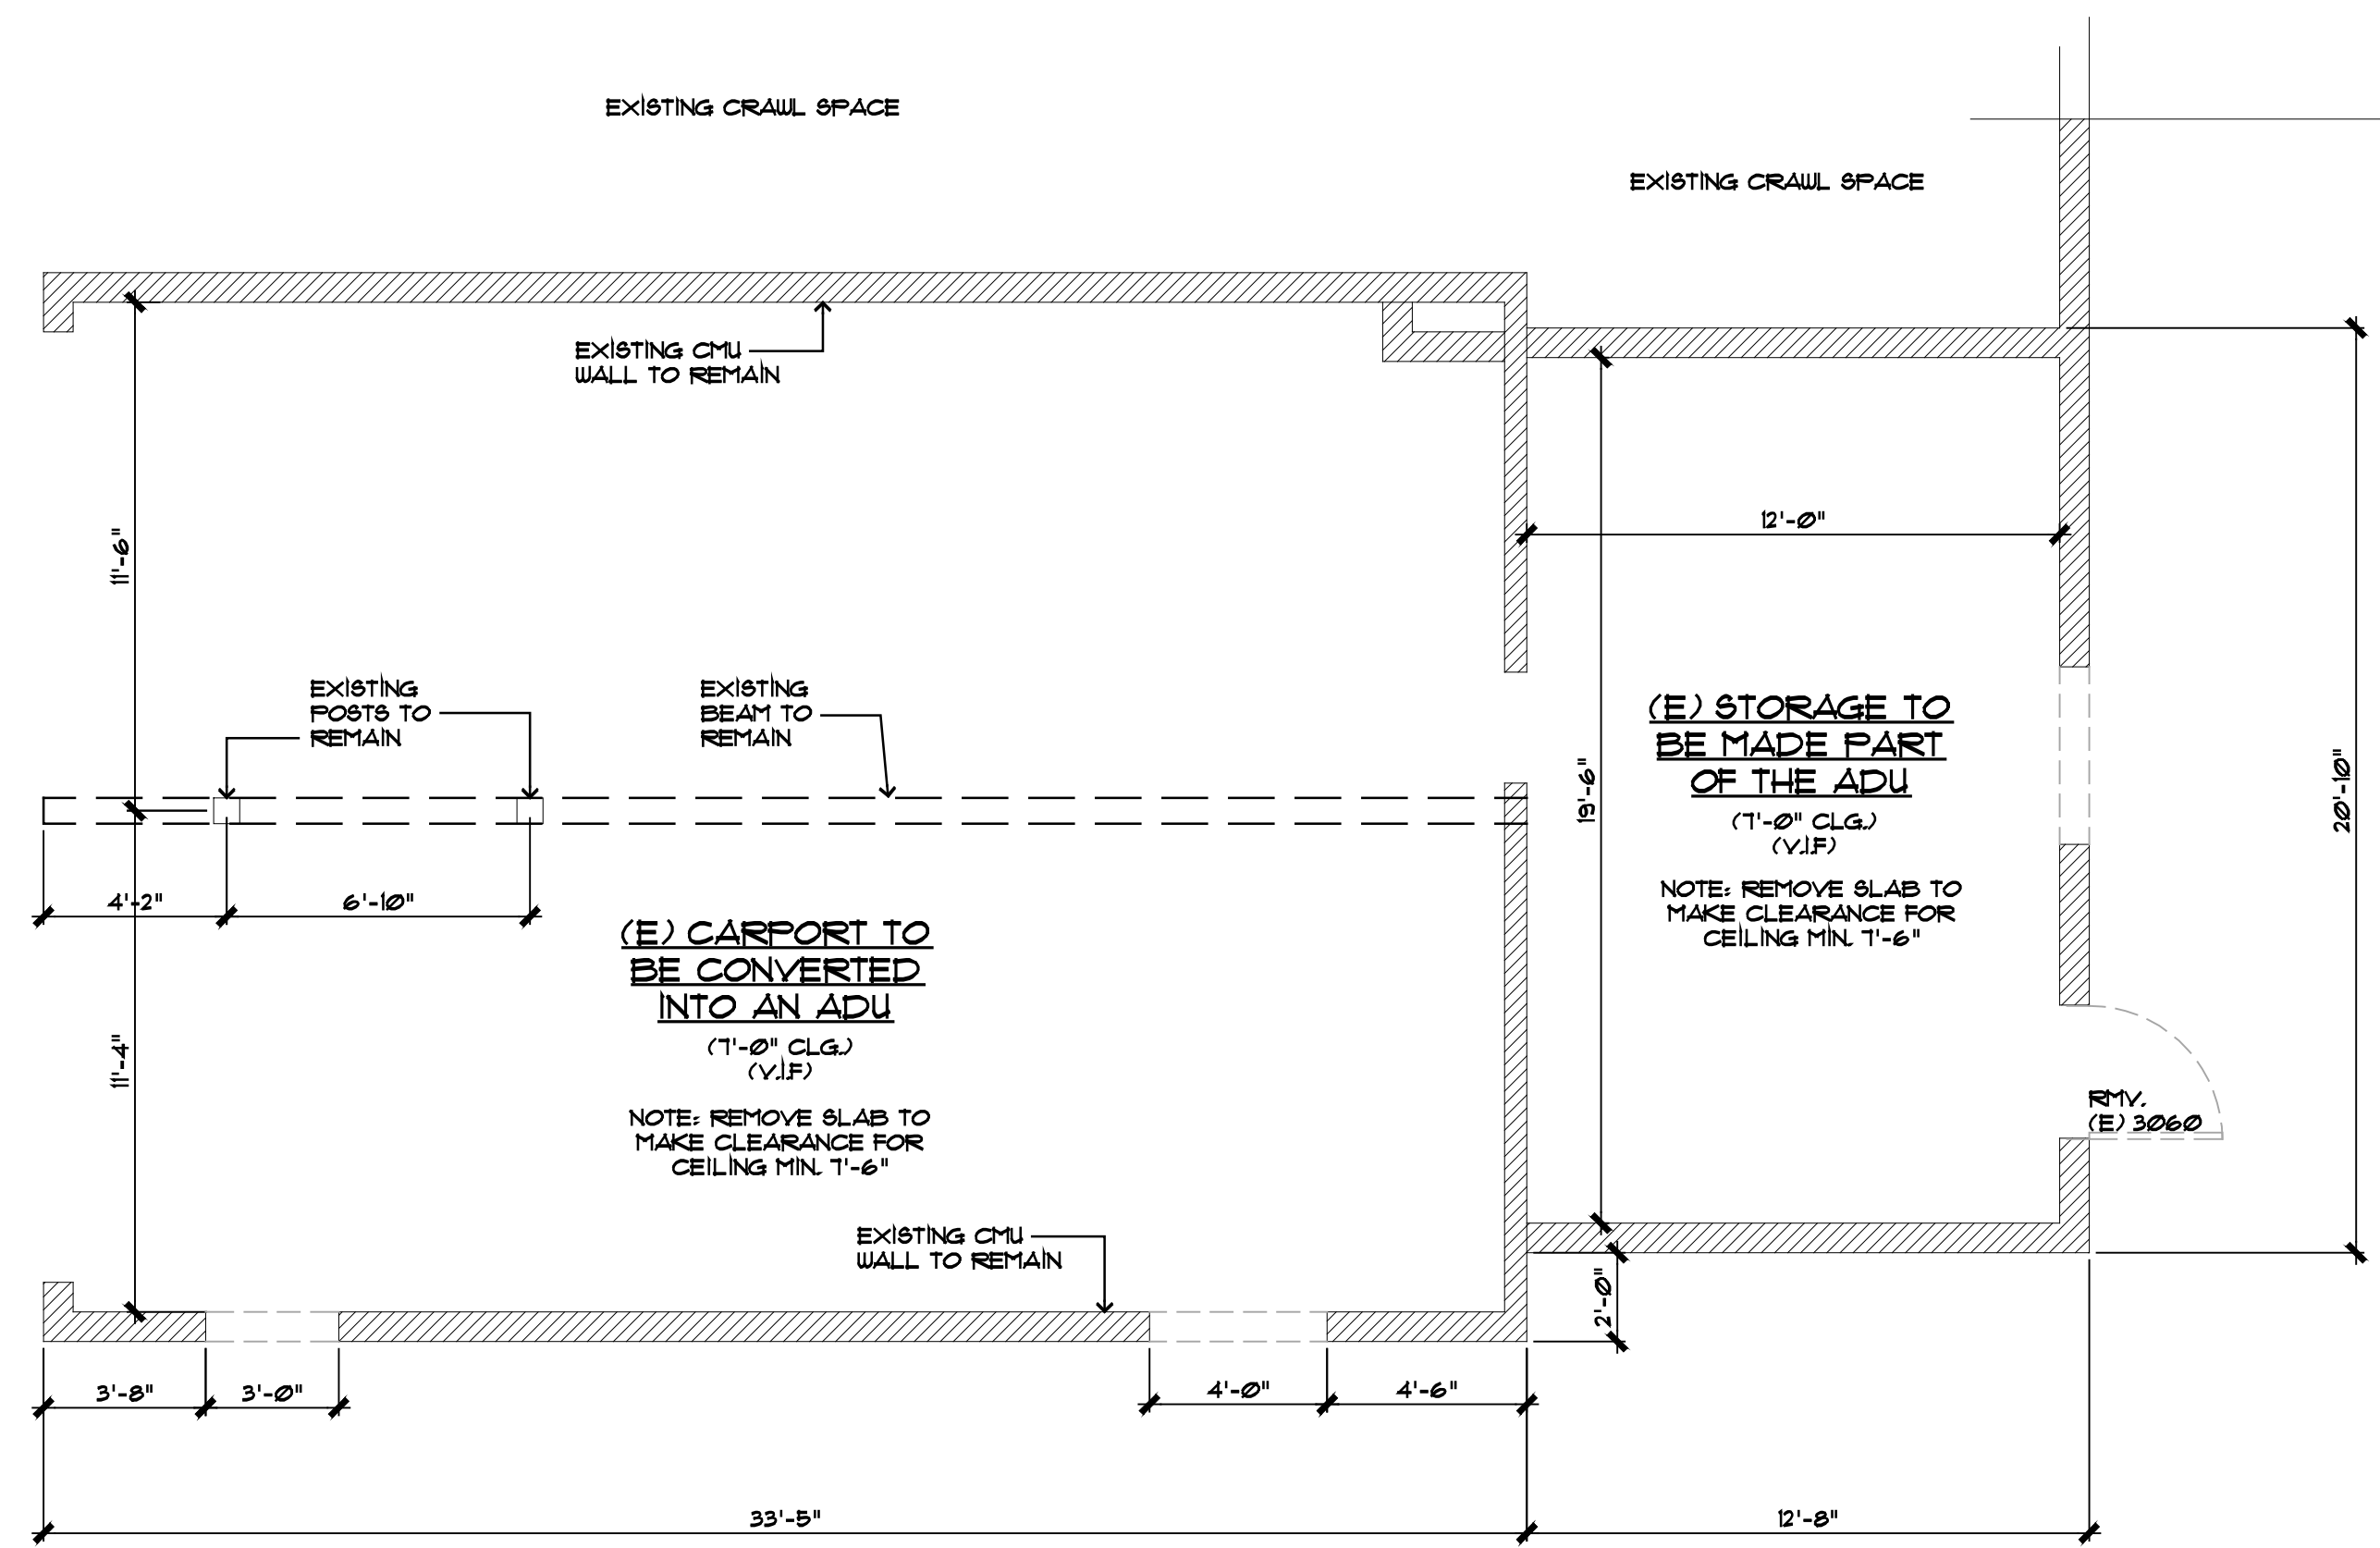 EXISTING CRAWL SPACE
EXISTING CRAWL SPACE
EXISTING CMU
WALL TO REMAIN
12'-0"
11'-6"
EXISTING
POSTS TO
REMAIN
EXISTING
BEAM TO
REMAIN
(E) STORAGE TO
BE MADE PART
OF THE ADU
(7'-0" CLG.)
(V.I.F)
19'-6"
20'-10"
NOTE: REMOVE SLAB TO
MAKE CLEARANCE FOR
CEILING MIN. 7'-6"
4'-2"
6'-10"
(E) CARPORT TO
BE CONVERTED
INTO AN ADU
(7'-0" CLG.)
(V.I.F)
11'-4"
NOTE: REMOVE SLAB TO
MAKE CLEARANCE FOR
CEILING MIN. 7'-6"
RMV.
(E) 3060
EXISTING CMU
WALL TO REMAIN
2'-0"
3'-8"
3'-0"
4'-0"
4'-6"
33'-5"
12'-8"